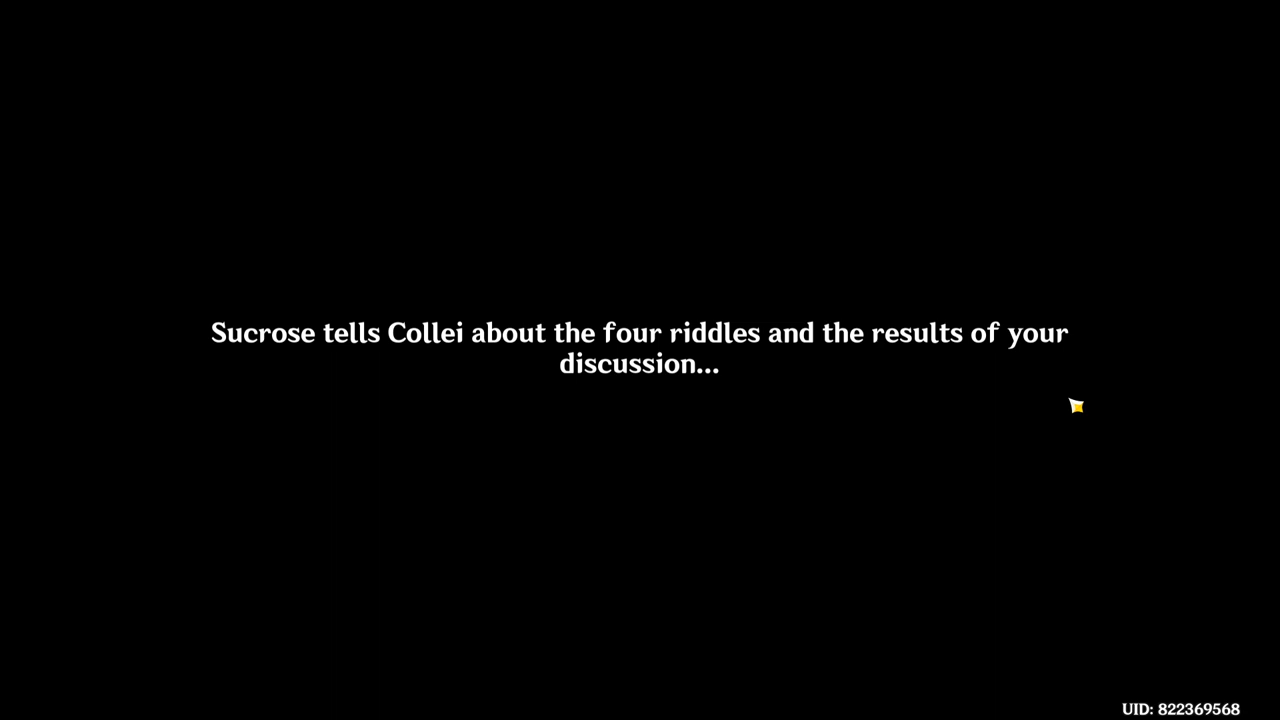 Sucrose tells Collei about the four riddles and the results of your
discussion...
UID: 822369568